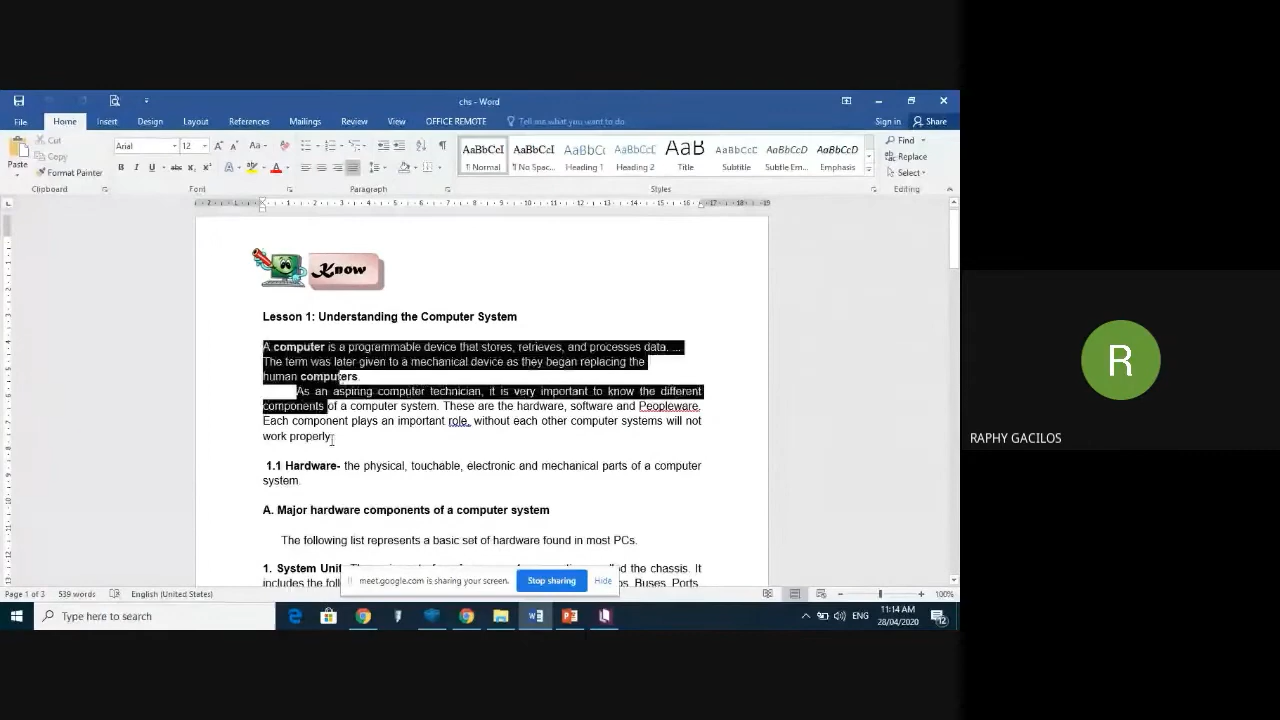 chs - Word
File Home Insert Design Layout References Mailings Review View OFFICE REMOTE Tell me what you want to do. Sign in Share
Paste Cut Copy Format Painter
Clipboard
Arial 12
Font
Paragraph
AaBbCcI AaBbCcI AaBbC AaBbCcI AaB AaBbCcC AaBbCcD AaBbCcD
¶ Normal ¶ No Spac... Heading 1 Heading 2 Title Subtitle Subtle Em... Emphasis
Styles
Find
Replace
Select
Editing
Know
Lesson 1: Understanding the Computer System
A computer is a programmable device that stores, retrieves, and processes data. ...
The term was later given to a mechanical device as they began replacing the
human computers.
As an aspiring computer technician, it is very important to know the different
components of a computer system. These are the hardware, software and Peopleware.
Each component plays an important role, without each other computer systems will not
work properly.
1.1 Hardware- the physical, touchable, electronic and mechanical parts of a computer
system.
A. Major hardware components of a computer system
The following list represents a basic set of hardware found in most PCs.
1. System Unit the chassis. It
includes the Buses, Ports,
meet.google.com is sharing your screen. Stop sharing Hide
Page 1 of 3 539 words English (United States) 100%
Type here to search
ENG 11:14 AM
28/04/2020
12
R
RAPHY GACILOS